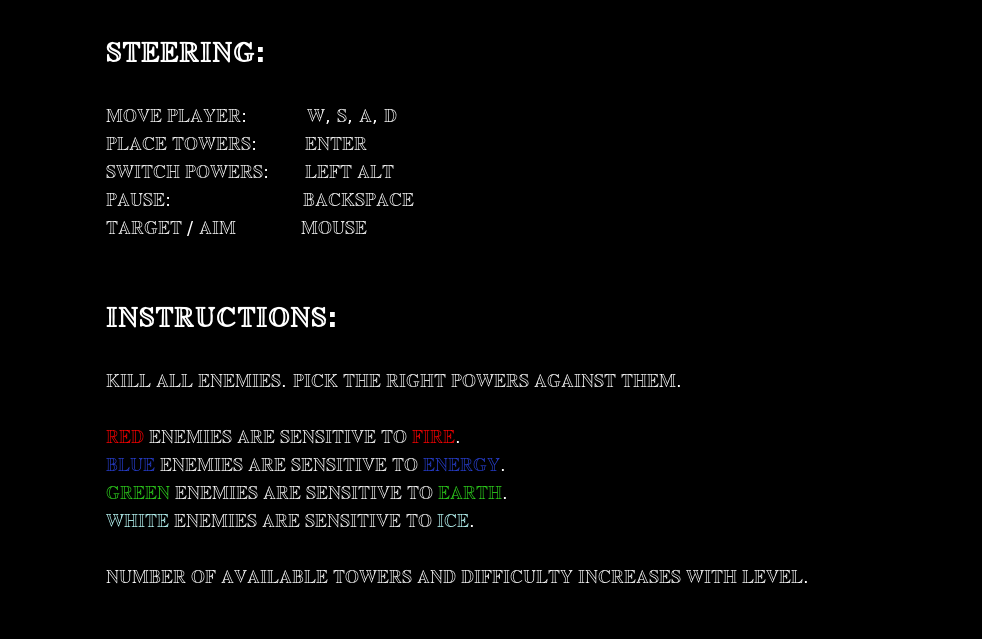 STEERING:
MOVE PLAYER: W, S, A, D
PLACE TOWERS: ENTER
SWITCH POWERS: LEFT ALT
PAUSE: BACKSPACE
TARGET / AIM MOUSE
INSTRUCTIONS:
KILL ALL ENEMIES. PICK THE RIGHT POWERS AGAINST THEM.
RED ENEMIES ARE SENSITIVE TO FIRE.
BLUE ENEMIES ARE SENSITIVE TO ENERGY.
GREEN ENEMIES ARE SENSITIVE TO EARTH.
WHITE ENEMIES ARE SENSITIVE TO ICE.
NUMBER OF AVAILABLE TOWERS AND DIFFICULTY INCREASES WITH LEVEL.